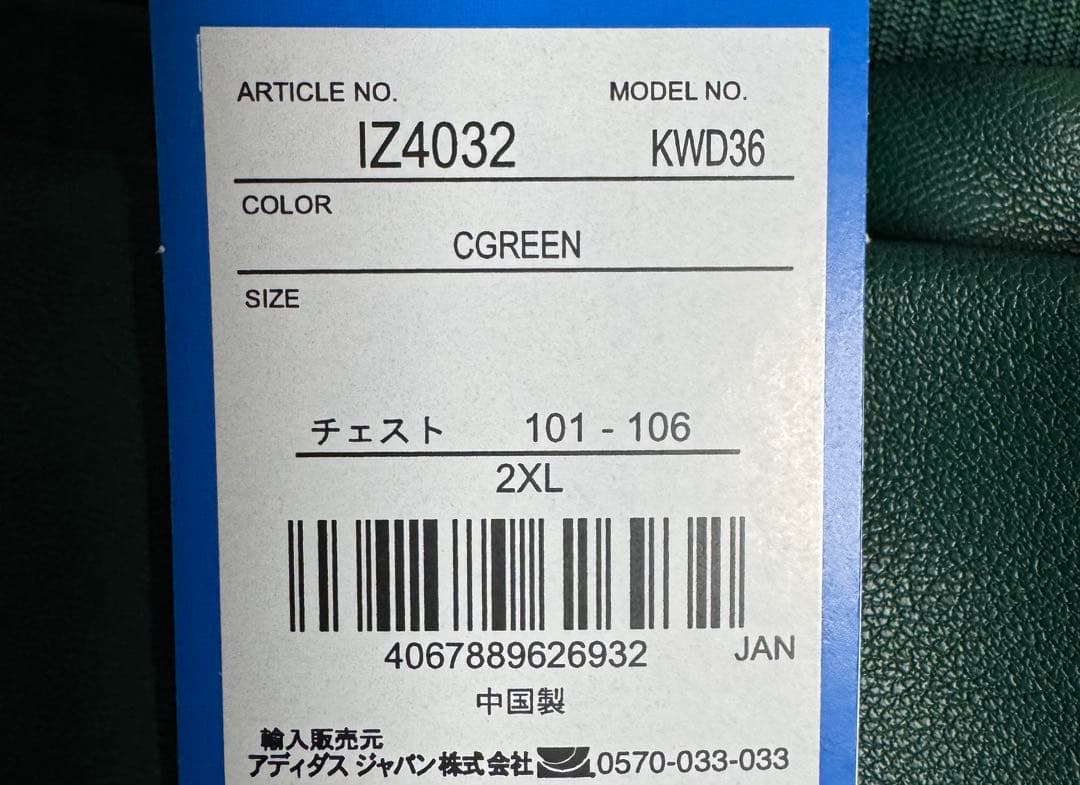 ARTICLE NO. MODEL NO.
IZ4032 KWD36
COLOR
CGREEN
SIZE
チェスト 101 - 106
2XL
4067889626932 JAN
中国製
輸入販売元
アディダス ジャパン株式会社 0570-033-033